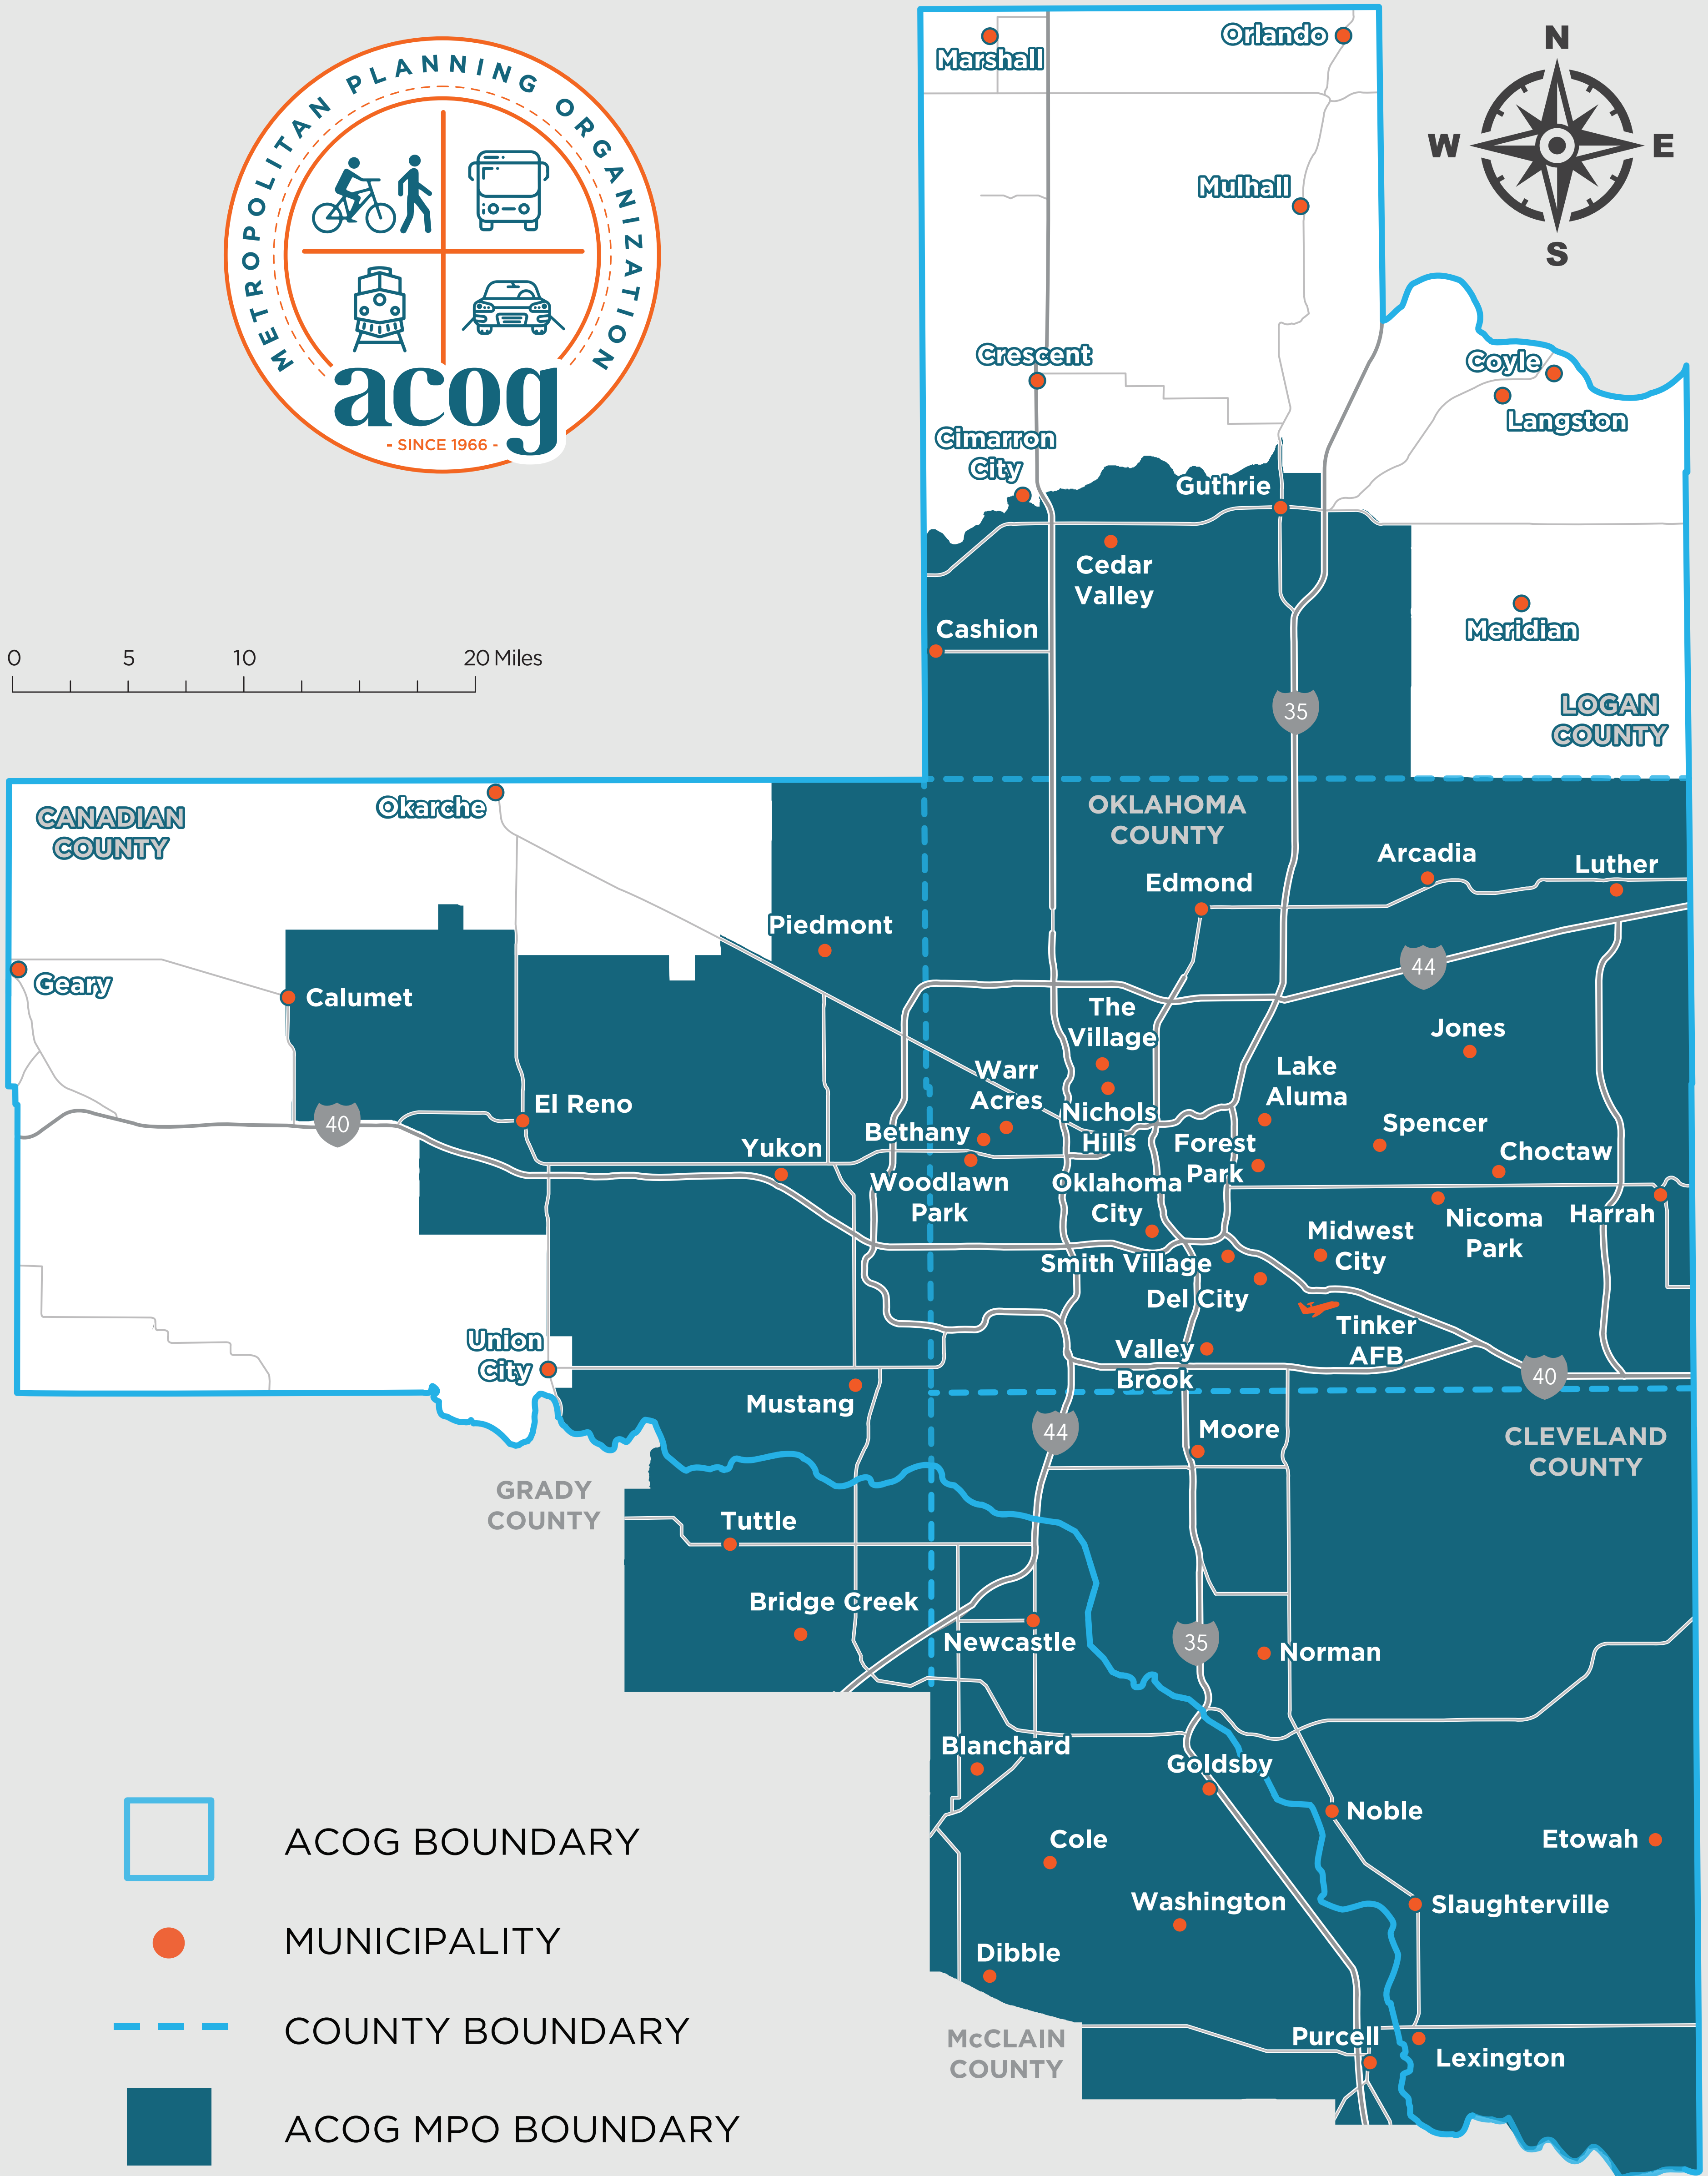 METROPOLITAN PLANNING ORGANIZATION
acog
- SINCE 1966 -
N
W
E
S
Marshall
Orlando
Mulhall
Crescent
Coyle
Langston
Cimarron
City
Guthrie
Cedar
Valley
Cashion
Meridian
0
5
10
20 Miles
35
LOGAN
COUNTY
CANADIAN
COUNTY
Okarche
OKLAHOMA
COUNTY
Arcadia
Luther
Edmond
Piedmont
44
Geary
Calumet
The
Village
Jones
Warr
Acres
Lake
Aluma
El Reno
40
Nichols
Hills
Spencer
Bethany
Yukon
Forest
Park
Choctaw
Woodlawn
Park
Oklahoma
City
Nicoma
Park
Harrah
Midwest
City
Smith Village
Del City
Tinker
AFB
Union
City
Valley
Brook
40
Mustang
44
Moore
CLEVELAND
COUNTY
GRADY
COUNTY
Tuttle
Bridge Creek
Newcastle
35
Norman
Blanchard
Goldsby
Noble
Cole
Etowah
Washington
Slaughterville
Dibble
McCLAIN
COUNTY
Purcell
Lexington
ACOG BOUNDARY
MUNICIPALITY
COUNTY BOUNDARY
ACOG MPO BOUNDARY